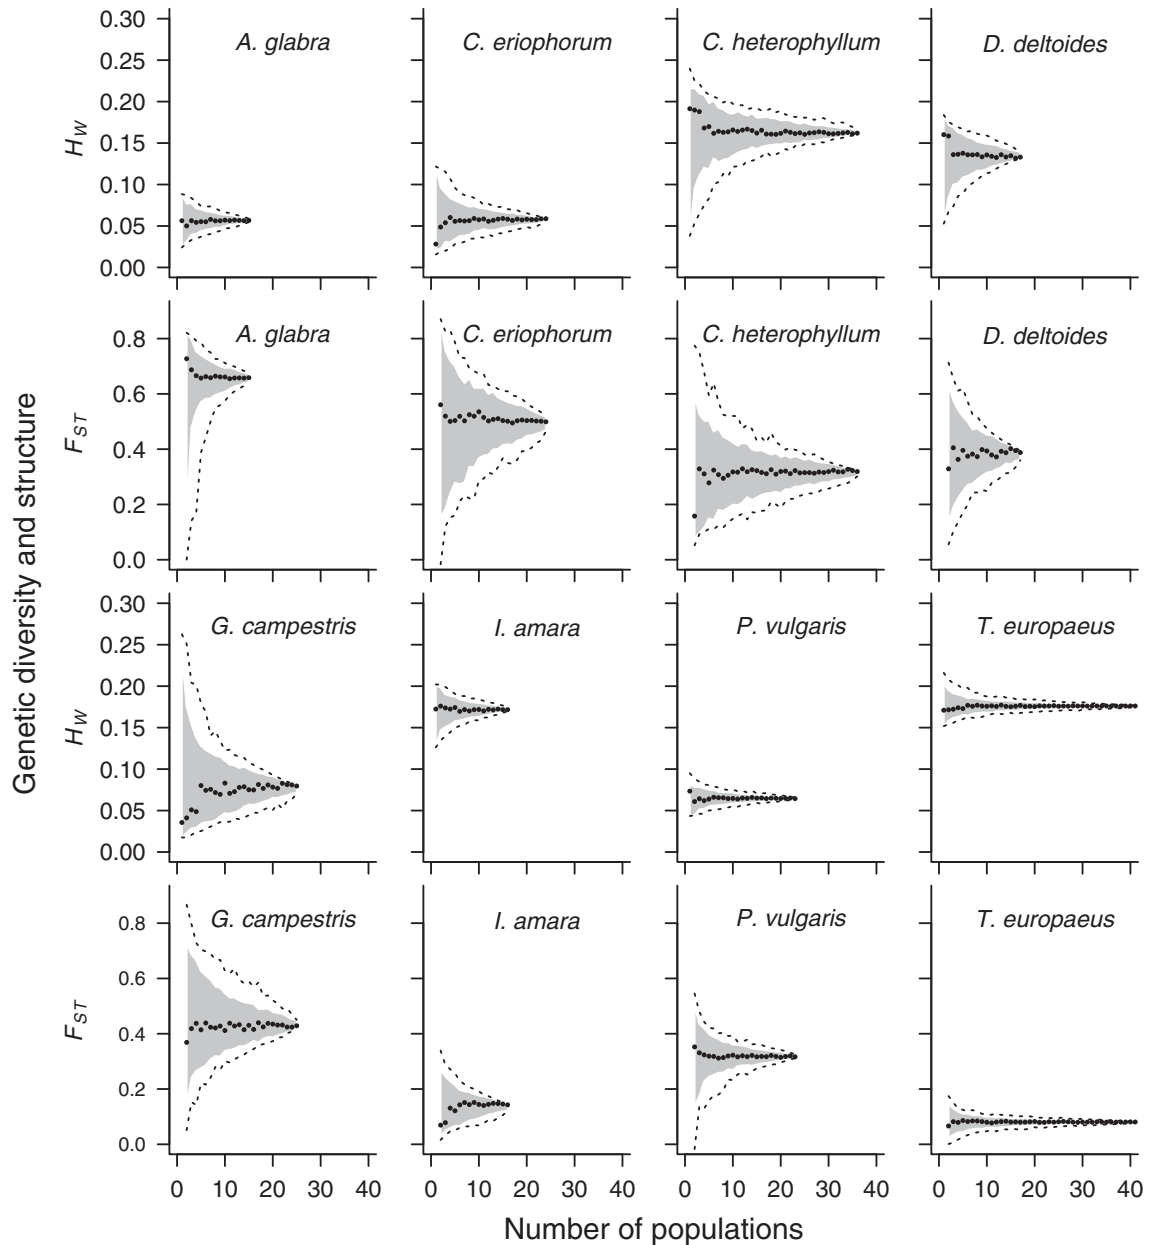 Genetic diversity and structure
H_W
0.30
0.25
0.20
0.15
0.10
0.05
0.00
A. glabra
C. eriophorum
C. heterophyllum
D. deltoides
F_ST
0.8
0.6
0.4
0.2
0.0
A. glabra
C. eriophorum
C. heterophyllum
D. deltoides
H_W
0.30
0.25
0.20
0.15
0.10
0.05
0.00
G. campestris
I. amara
P. vulgaris
T. europaeus
F_ST
0.8
0.6
0.4
0.2
0.0
G. campestris
I. amara
P. vulgaris
T. europaeus
0 10 20 30 40 0 10 20 30 40 0 10 20 30 40 0 10 20 30 40
Number of populations